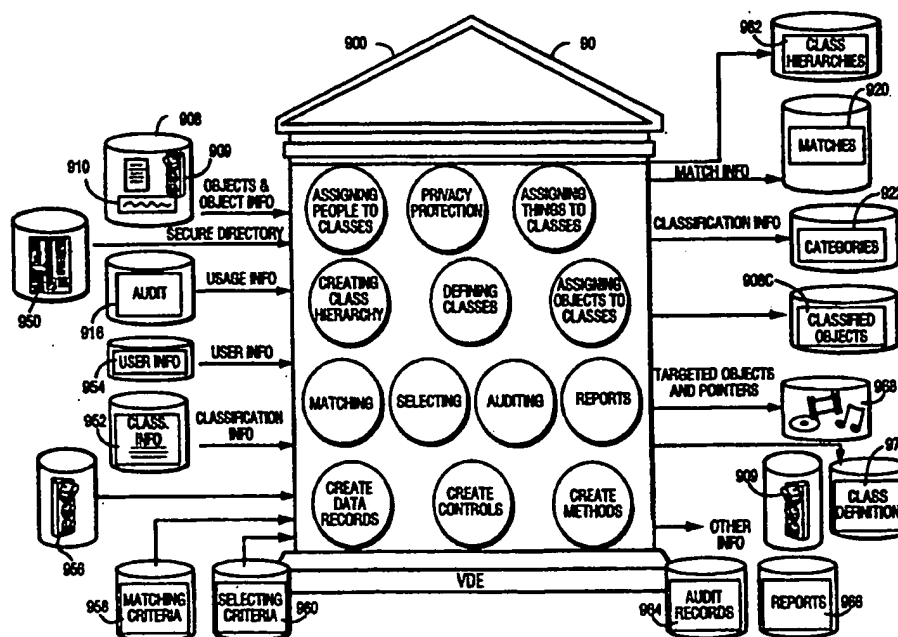 900
90
962
CLASS
HIERARCHIES
920
MATCHES
MATCH INFO
908
909
910
OBJECTS &
OBJECT INFO
SECURE DIRECTORY
950
AUDIT
916
USAGE INFO
954
USER INFO
USER INFO
952
CLASS.
INFO
CLASSIFICATION
INFO
956
958
MATCHING
CRITERIA
SELECTING
CRITERIA
960
ASSIGNING
PEOPLE TO
CLASSES
PRIVACY
PROTECTION
ASSIGNING
THINGS TO
CLASSES
CREATING
CLASS
HIERARCHY
DEFINING
CLASSES
ASSIGNING
OBJECTS TO
CLASSES
MATCHING
SELECTING
AUDITING
REPORTS
CREATE
DATA
RECORDS
CREATE
CONTROLS
CREATE
METHODS
VDE
CLASSIFICATION INFO
922
CATEGORIES
908C
CLASSIFIED
OBJECTS
TARGETED OBJECTS
AND POINTERS
968
909
97
CLASS
DEFINITION
OTHER
INFO
964
AUDIT
RECORDS
REPORTS
966